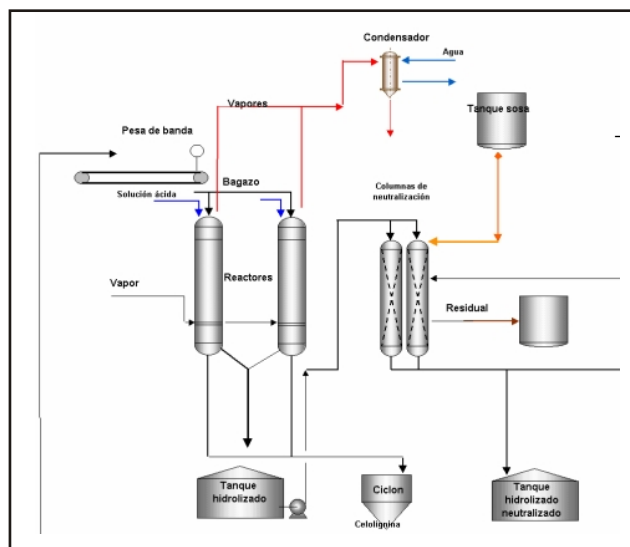 Condensador
Agua
Vapores
Tanque sosa
Pesa de banda
Bagazo
Solución ácida
Columnas de
neutralización
Reactores
Vapor
Residual
Tanque
hidrolizado
Ciclon
Celolignina
Tanque
hidrolizado
neutralizado